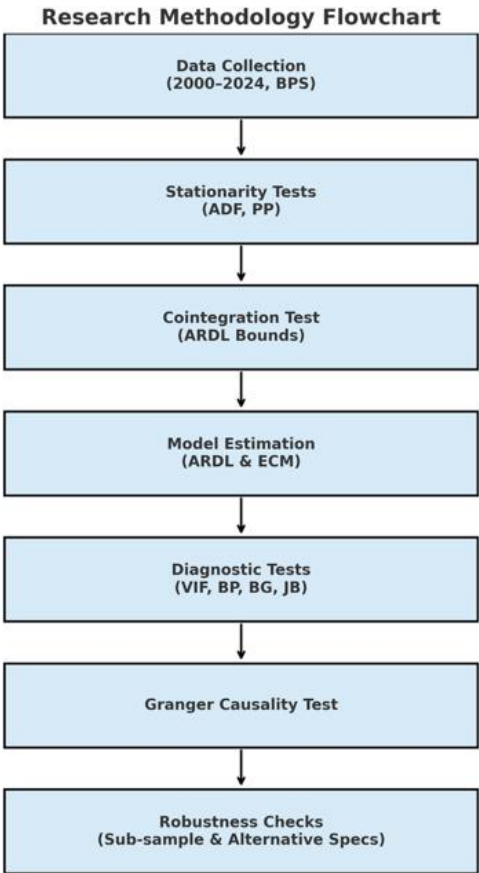 Research Methodology Flowchart
Data Collection
(2000–2024, BPS)
Stationarity Tests
(ADF, PP)
Cointegration Test
(ARDL Bounds)
Model Estimation
(ARDL & ECM)
Diagnostic Tests
(VIF, BP, BG, JB)
Granger Causality Test
Robustness Checks
(Sub-sample & Alternative Specs)